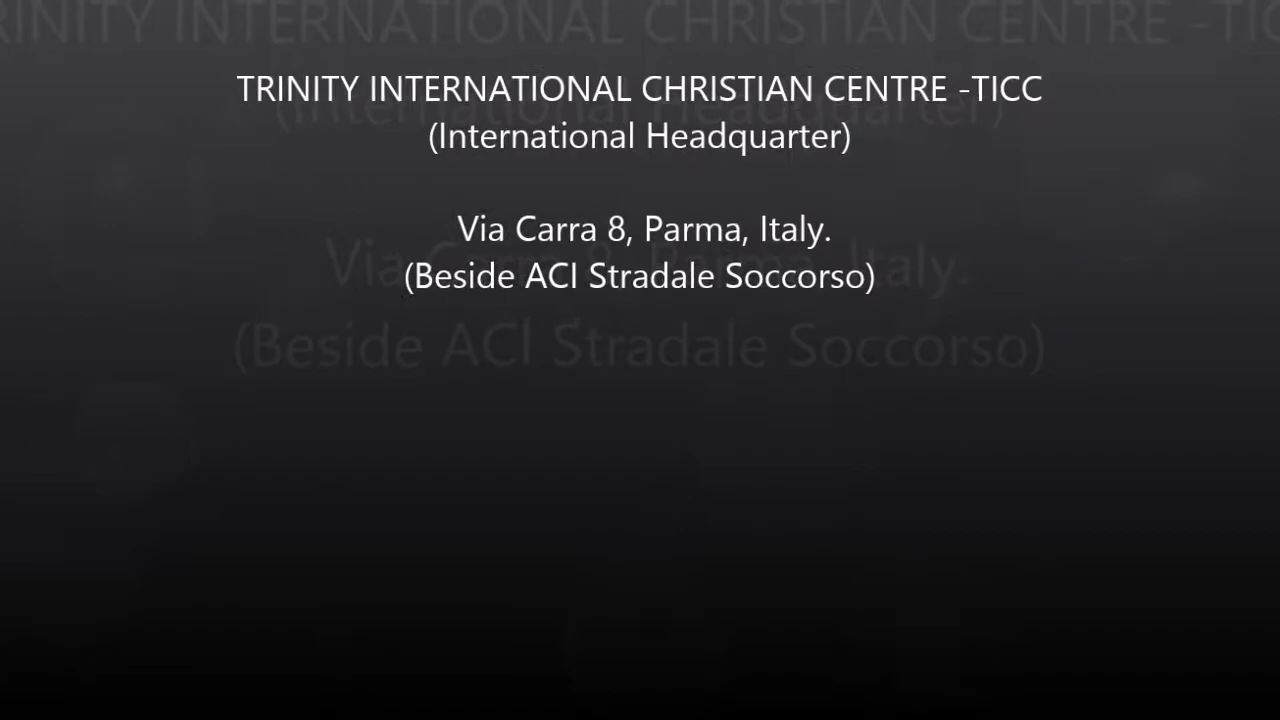 TRINITY INTERNATIONAL CHRISTIAN CENTRE -TICC
(International Headquarter)
Via Carra 8, Parma, Italy.
(Beside ACI Stradale Soccorso)